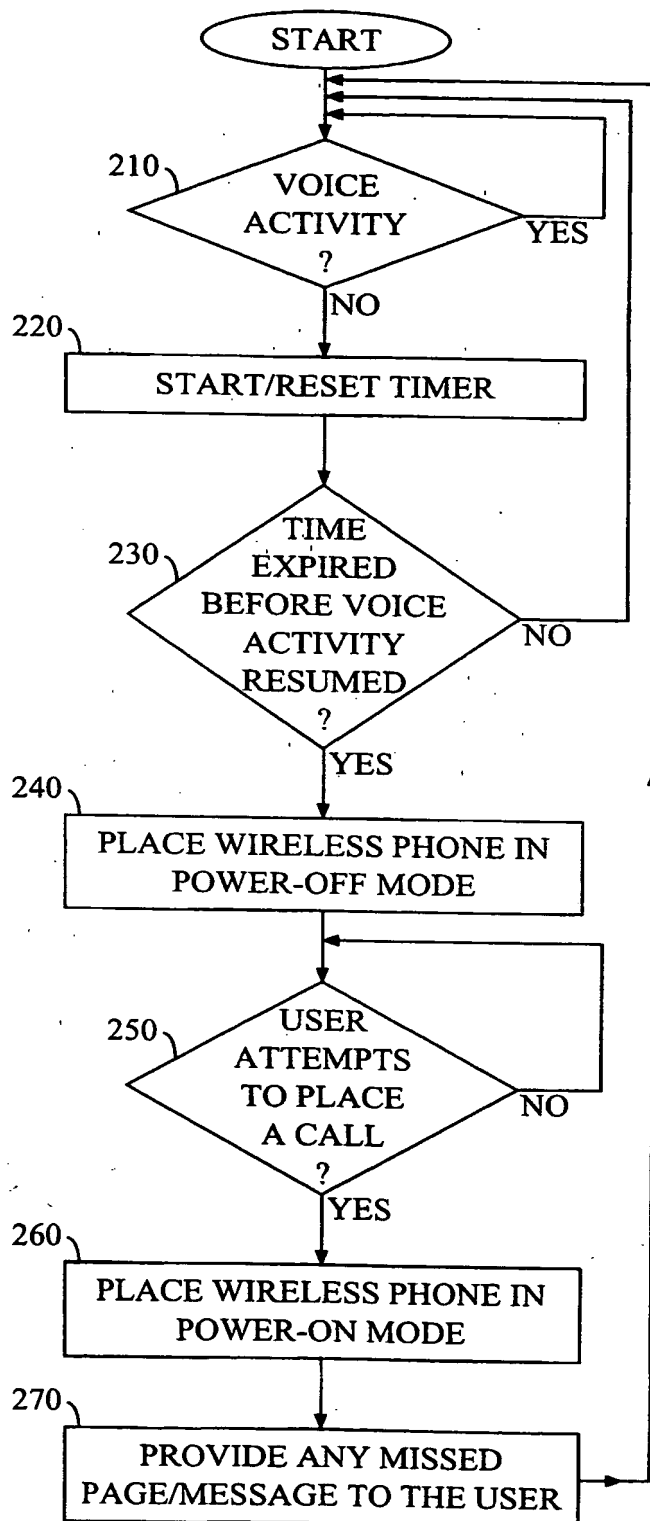 START
210
VOICE
ACTIVITY
?
YES
NO
220
START/RESET TIMER
230
TIME
EXPIRED
BEFORE VOICE
ACTIVITY
RESUMED
?
NO
YES
240
PLACE WIRELESS PHONE IN
POWER-OFF MODE
250
USER
ATTEMPTS
TO PLACE
A CALL
?
NO
YES
260
PLACE WIRELESS PHONE IN
POWER-ON MODE
270
PROVIDE ANY MISSED
PAGE/MESSAGE TO THE USER